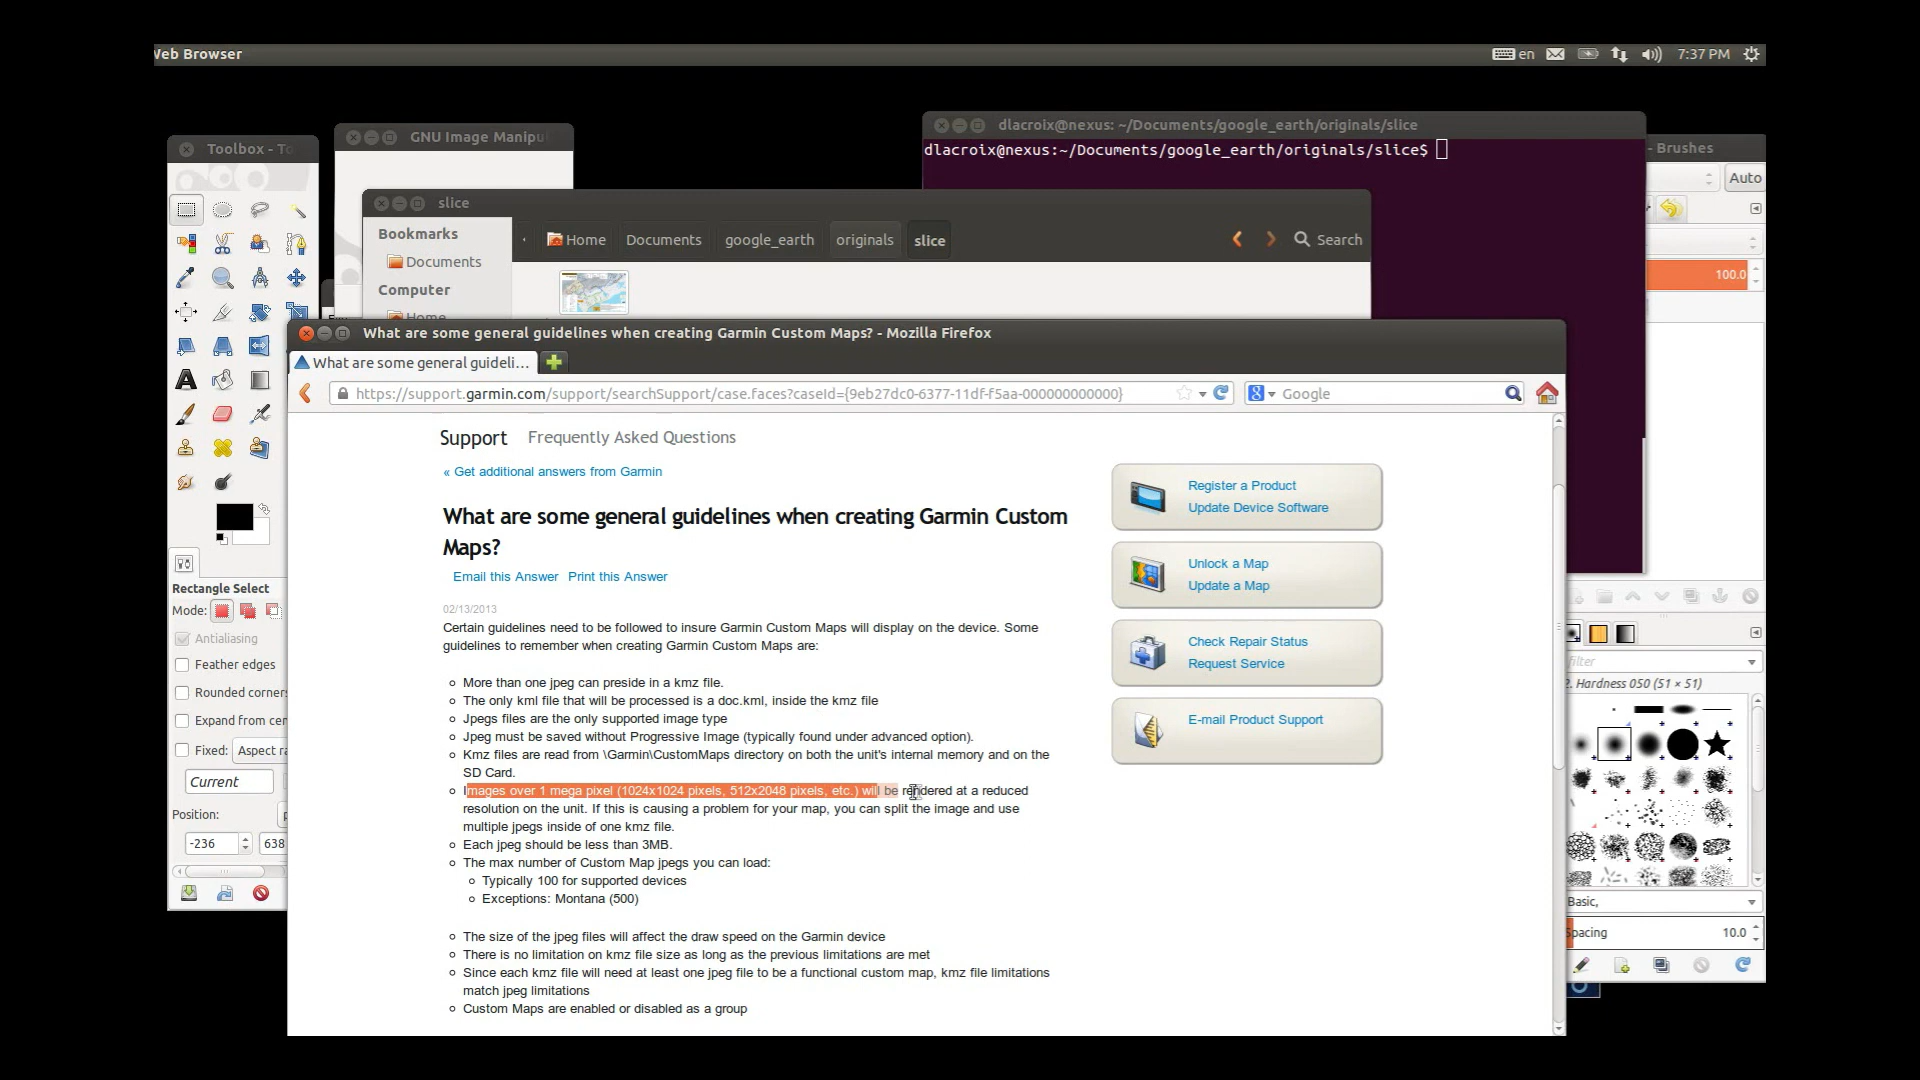 Web Browser
en
7:37 PM
Toolbox - To
GNU Image Manipu
dlacroix@nexus: ~/Documents/google_earth/originals/slice
dlacroix@nexus:~/Documents/google_earth/originals/slice$
- Brushes
Auto
100.0
slice
Bookmarks
Documents
Computer
Home
Home
Documents
google_earth
originals
slice
Search
What are some general guidelines when creating Garmin Custom Maps? - Mozilla Firefox
What are some general guideli...
https://support.garmin.com/support/searchSupport/case.faces?caseId={9eb27dc0-6377-11df-f5aa-000000000000}
8
Google
Support
Frequently Asked Questions
« Get additional answers from Garmin
What are some general guidelines when creating Garmin Custom
Maps?
Email this Answer Print this Answer
02/13/2013
Certain guidelines need to be followed to insure Garmin Custom Maps will display on the device. Some
guidelines to remember when creating Garmin Custom Maps are:
More than one jpeg can preside in a kmz file.
The only kml file that will be processed is a doc.kml, inside the kmz file
Jpegs files are the only supported image type
Jpeg must be saved without Progressive Image (typically found under advanced option).
Kmz files are read from \Garmin\CustomMaps directory on both the unit's internal memory and on the
SD Card.
Images over 1 mega pixel (1024x1024 pixels, 512x2048 pixels, etc.) will be rendered at a reduced
resolution on the unit. If this is causing a problem for your map, you can split the image and use
multiple jpegs inside of one kmz file.
Each jpeg should be less than 3MB.
The max number of Custom Map jpegs you can load:
Typically 100 for supported devices
Exceptions: Montana (500)
The size of the jpeg files will affect the draw speed on the Garmin device
There is no limitation on kmz file size as long as the previous limitations are met
Since each kmz file will need at least one jpeg file to be a functional custom map, kmz file limitations
match jpeg limitations
Custom Maps are enabled or disabled as a group
Register a Product
Update Device Software
Unlock a Map
Update a Map
Check Repair Status
Request Service
E-mail Product Support
Rectangle Select
Mode:
Antialiasing
Feather edges
Rounded corners
Expand from cen
Fixed: Aspect ra
Current
Position:
-236
638
filter
2. Hardness 050 (51 × 51)
Basic,
Spacing
10.0